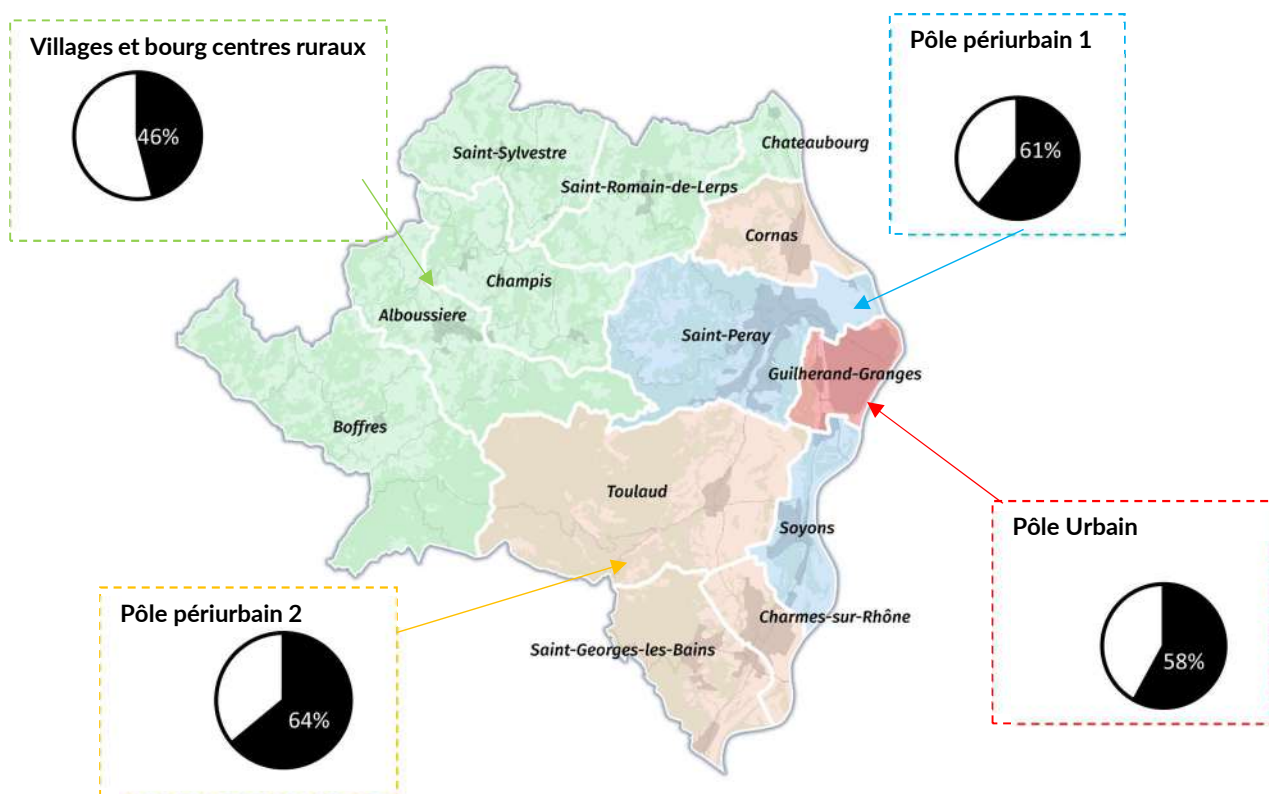 Villages et bourg centres ruraux
46%
Pôle périurbain 1
61%
Chateaubourg
Saint-Sylvestre
Saint-Romain-de-Lerps
Cornas
Champis
Alboussiere
Saint-Peray
Guilherand-Granges
Boffres
Toulaud
Soyons
Pôle Urbain
58%
Pôle périurbain 2
64%
Charmes-sur-Rhône
Saint-Georges-les-Bains